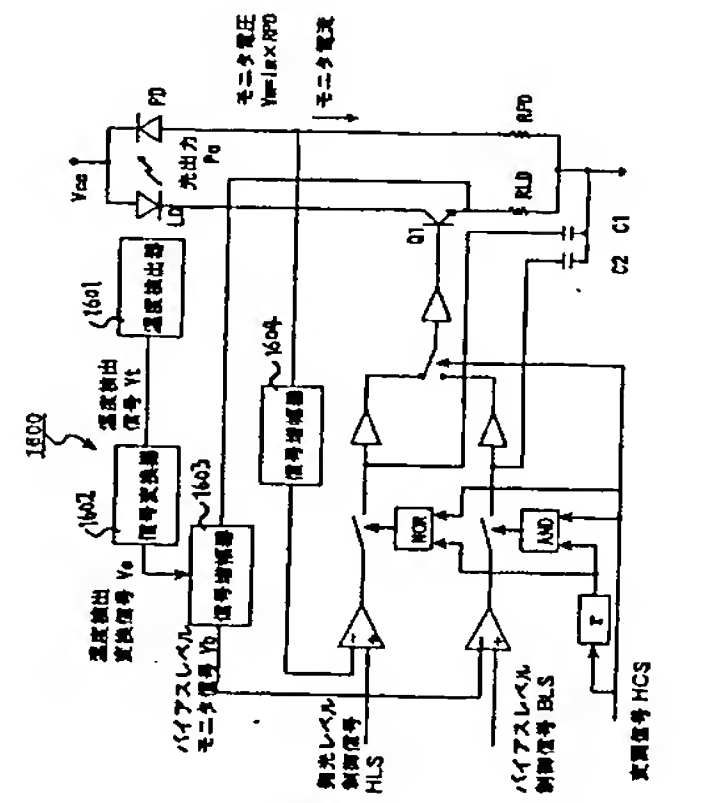 1600
1601
温度検出器
温度検出
信号 Vt
1602
信号変換器
温度検出
変換信号 Va
1603
信号増幅器
バイアスレベル
モニタ信号 Vb
1604
信号増幅器
Vcc
LD
PD
光出力
Po
モニタ電圧
Vm=Im×RPD
モニタ電流
Q1
RLD
RPD
C1
C2
NOR
AND
τ
発光レベル
制御信号
HLS
バイアスレベル
制御信号 BLS
変調信号 HCS